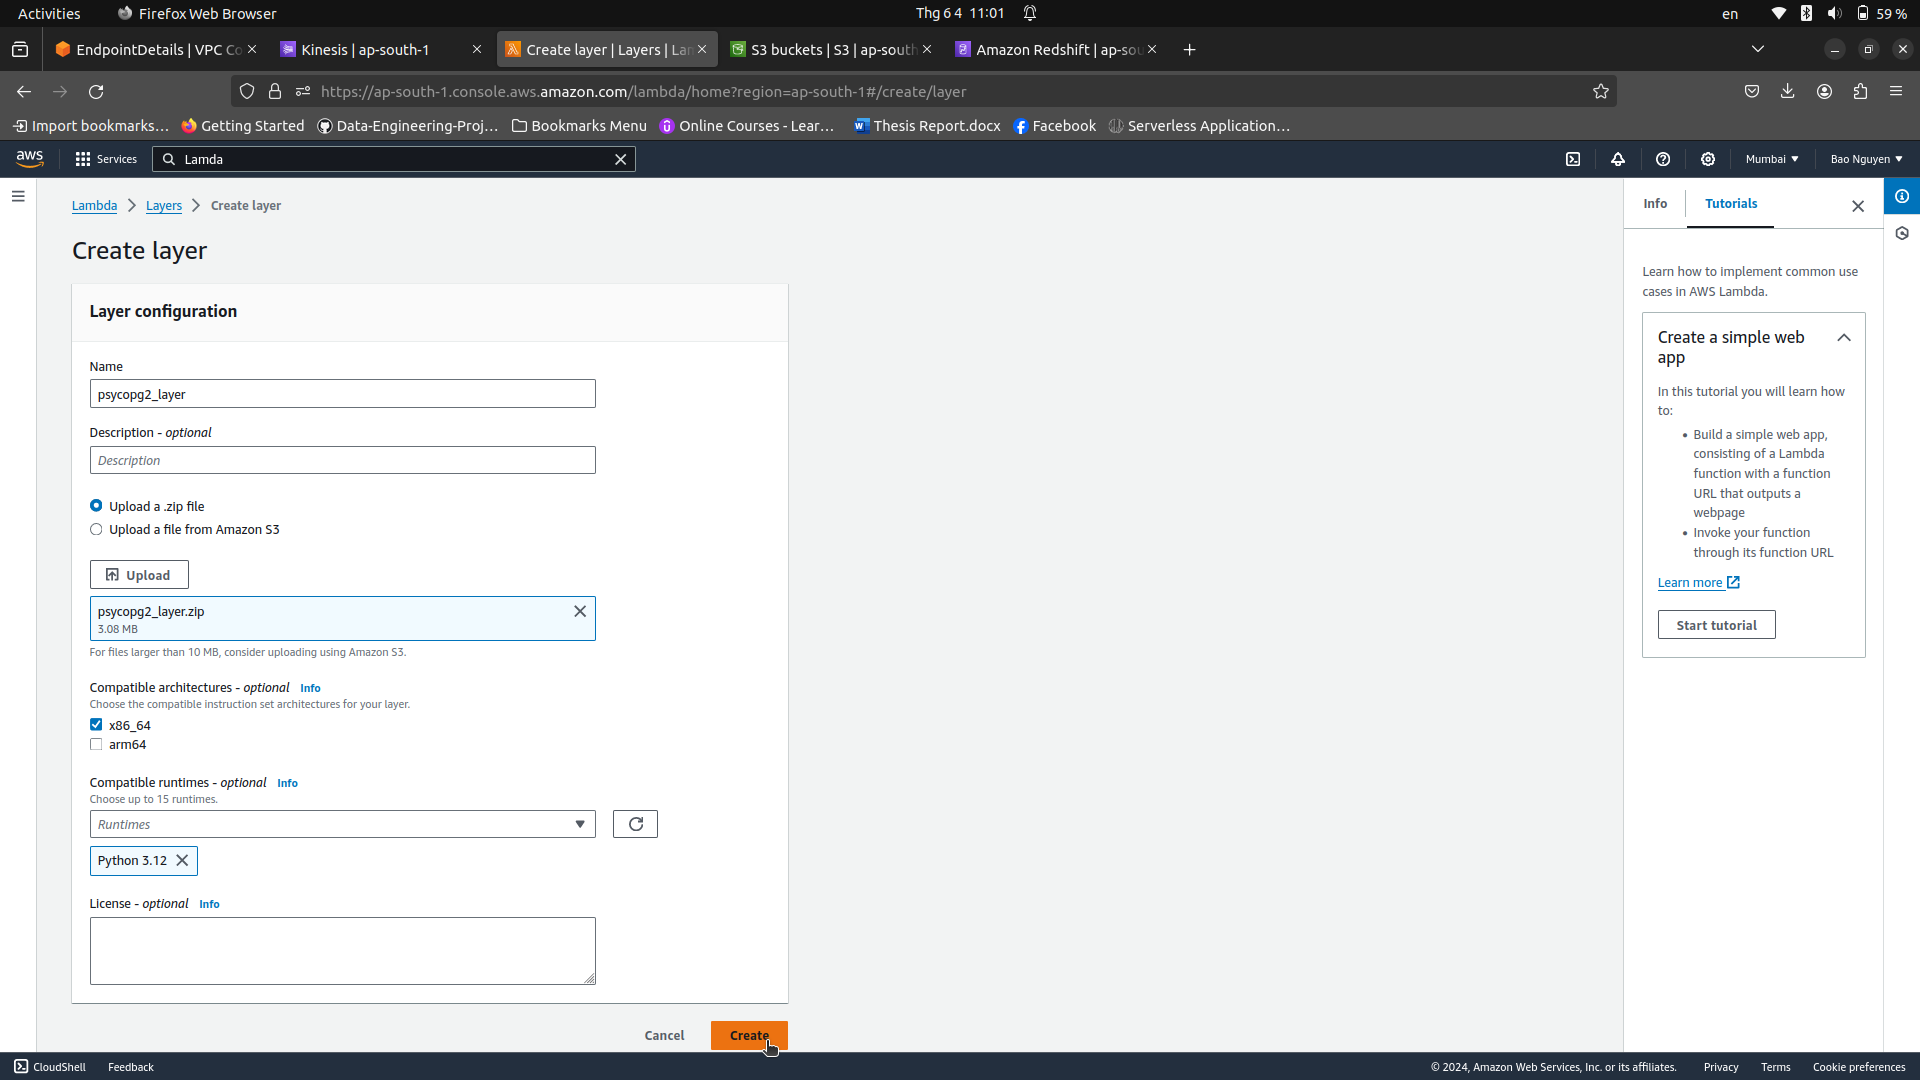 Activities
Firefox Web Browser
Thg 6 4 11:01
en
59 %
EndpointDetails | VPC Co
Kinesis | ap-south-1
Create layer | Layers | Lam
S3 buckets | S3 | ap-south
Amazon Redshift | ap-sou
https://ap-south-1.console.aws.amazon.com/lambda/home?region=ap-south-1#/create/layer
Import bookmarks...
Getting Started
Data-Engineering-Proj...
Bookmarks Menu
Online Courses - Lear...
Thesis Report.docx
Facebook
Serverless Application...
aws
Services
Lamda
Mumbai
Bao Nguyen
Lambda
Layers
Create layer
Create layer
Layer configuration
Name
psycopg2_layer
Description - optional
Description
Upload a .zip file
Upload a file from Amazon S3
Upload
psycopg2_layer.zip
3.08 MB
For files larger than 10 MB, consider uploading using Amazon S3.
Compatible architectures - optional Info
Choose the compatible instruction set architectures for your layer.
x86_64
arm64
Compatible runtimes - optional Info
Choose up to 15 runtimes.
Runtimes
Python 3.12
License - optional Info
Cancel
Create
Info
Tutorials
Learn how to implement common use
cases in AWS Lambda.
Create a simple web
app
In this tutorial you will learn how
to:
• Build a simple web app,
consisting of a Lambda
function with a function
URL that outputs a
webpage
• Invoke your function
through its function URL
Learn more
Start tutorial
CloudShell
Feedback
© 2024, Amazon Web Services, Inc. or its affiliates.
Privacy
Terms
Cookie preferences